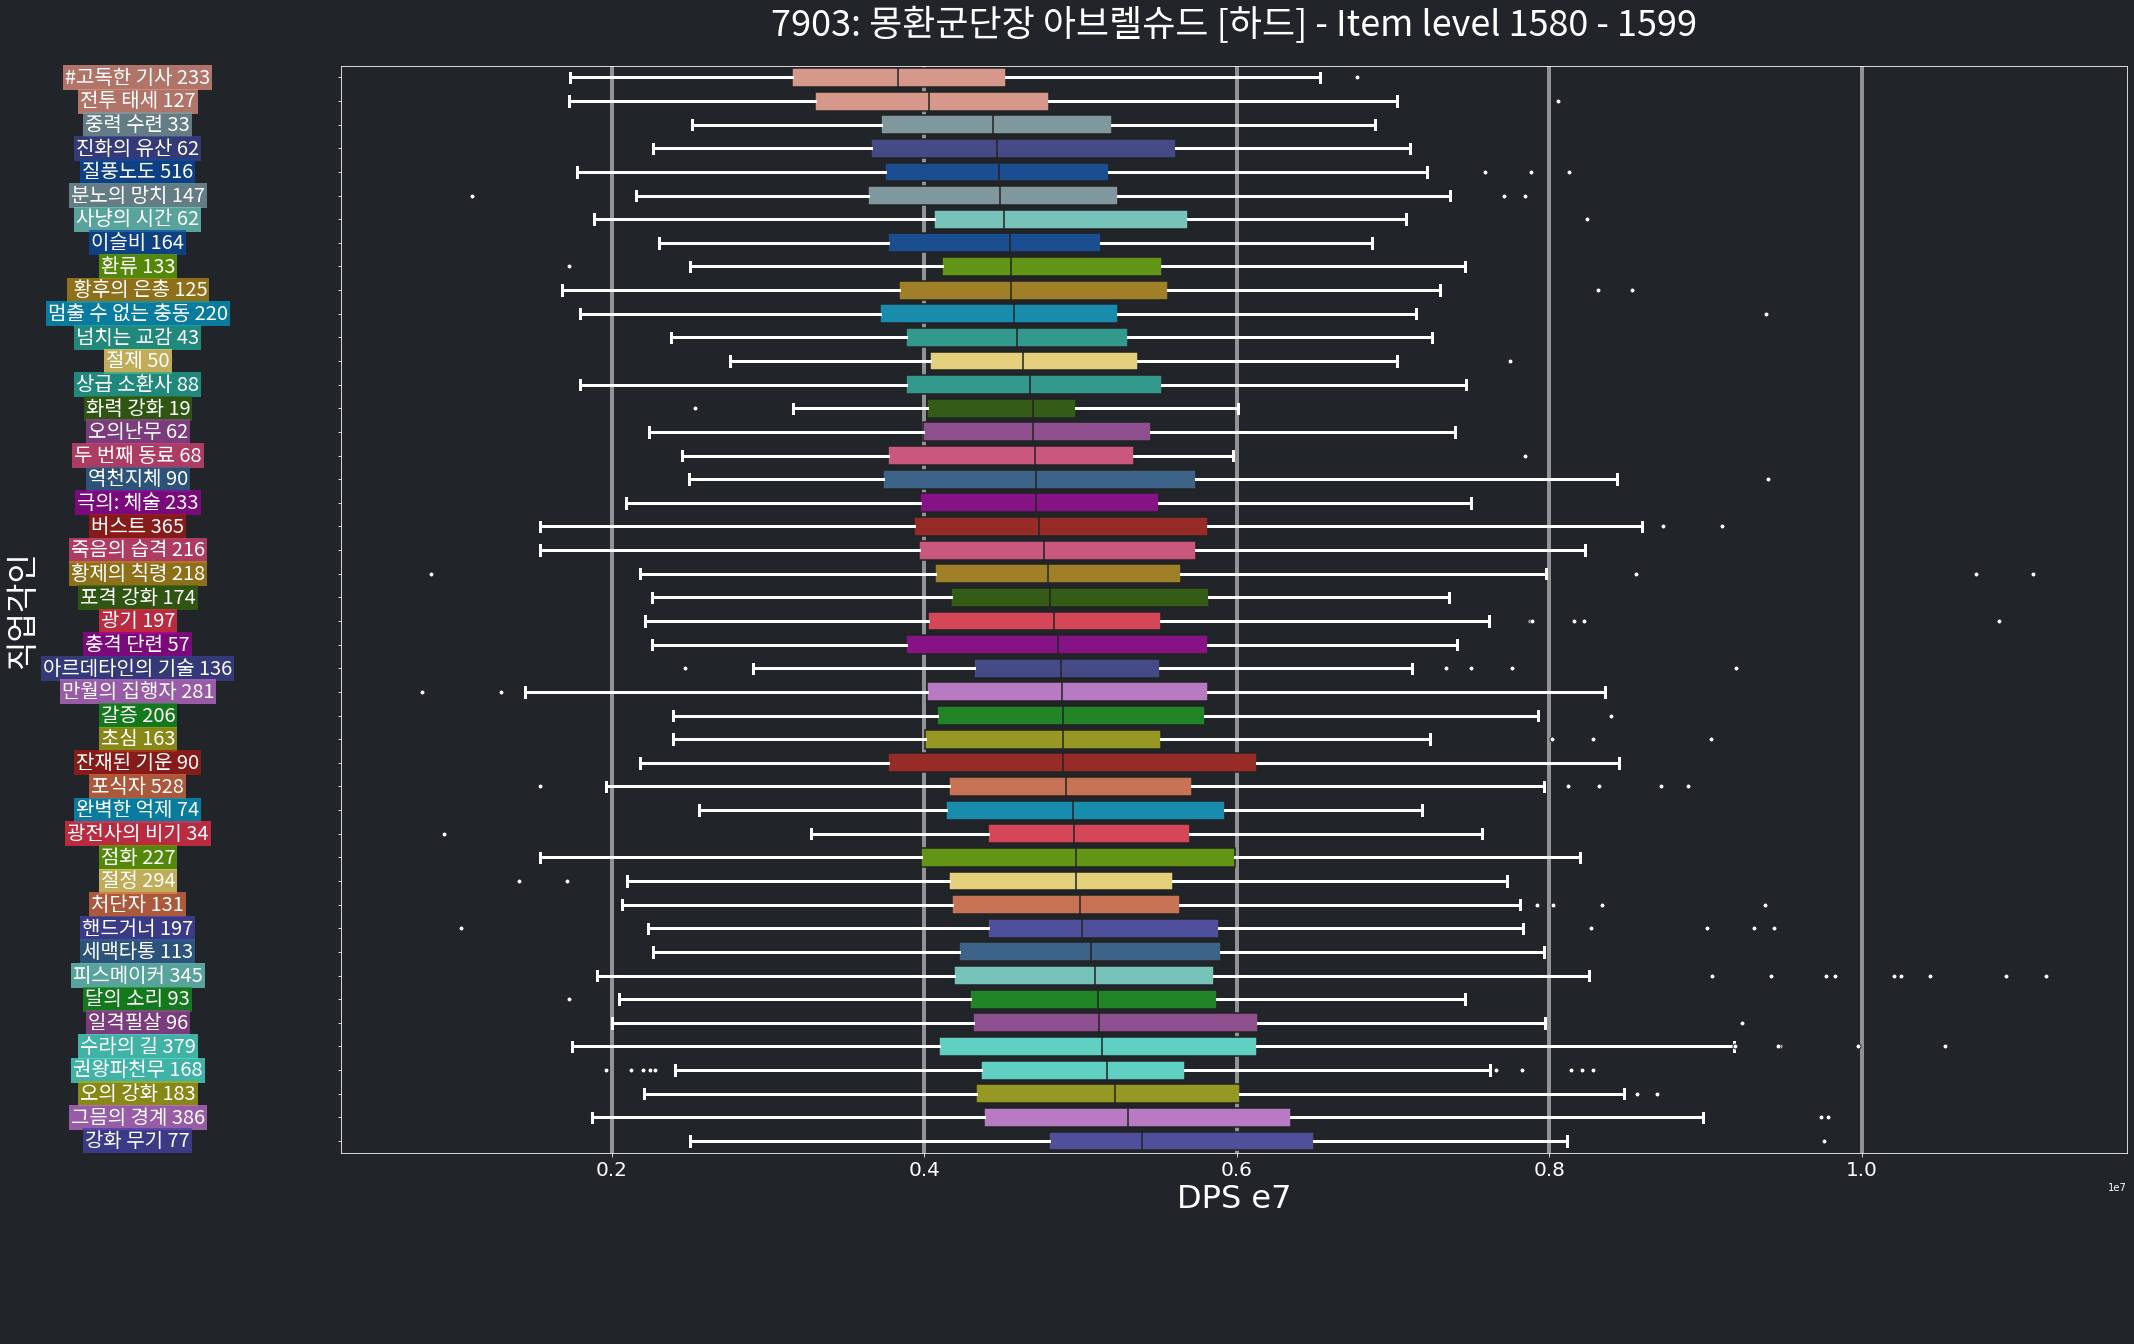 7903: 몽환군단장 아브렐슈드 [하드] - Item level 1580 - 1599
#고독한 기사 233
전투 태세 127
중력 수련 33
진화의 유산 62
질풍노도 516
분노의 망치 147
사냥의 시간 62
이슬비 164
환류 133
황후의 은총 125
멈출 수 없는 충동 220
넘치는 교감 43
절제 50
상급 소환사 88
화력 강화 19
오의난무 62
두 번째 동료 68
역천지체 90
극의: 체술 233
버스트 365
죽음의 습격 216
황제의 칙령 218
포격 강화 174
광기 197
충격 단련 57
아르데타인의 기술 136
만월의 집행자 281
갈증 206
초심 163
잔재된 기운 90
포식자 528
완벽한 억제 74
광전사의 비기 34
점화 227
절정 294
처단자 131
핸드거너 197
세맥타통 113
피스메이커 345
달의 소리 93
일격필살 96
수라의 길 379
권왕파천무 168
오의 강화 183
그믐의 경계 386
강화 무기 77
직업각인
0.2 0.4 0.6 0.8 1.0
DPS e7
1e7